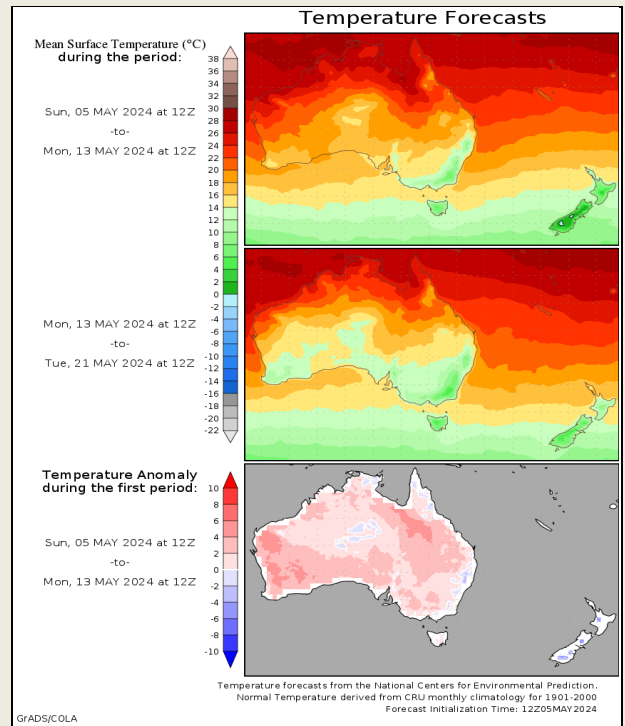 Temperature Forecasts
Mean Surface Temperature (°C)
during the period:
38
36
34
32
30
28
26
24
22
20
18
16
14
12
10
8
6
4
2
0
-2
-4
-6
-8
-10
-12
-14
-16
-18
-20
-22
Sun, 05 MAY 2024 at 12Z
-to-
Mon, 13 MAY 2024 at 12Z
Mon, 13 MAY 2024 at 12Z
-to-
Tue, 21 MAY 2024 at 12Z
Temperature Anomaly
during the first period:
10
8
6
4
2
0
-2
-4
-6
-8
-10
Sun, 05 MAY 2024 at 12Z
-to-
Mon, 13 MAY 2024 at 12Z
Temperature forecasts from the National Centers for Environmental Prediction.
Normal Temperature derived from CRU monthly climatology for 1901-2000
Forecast Initialization Time: 12Z05MAY2024
GrADS/COLA